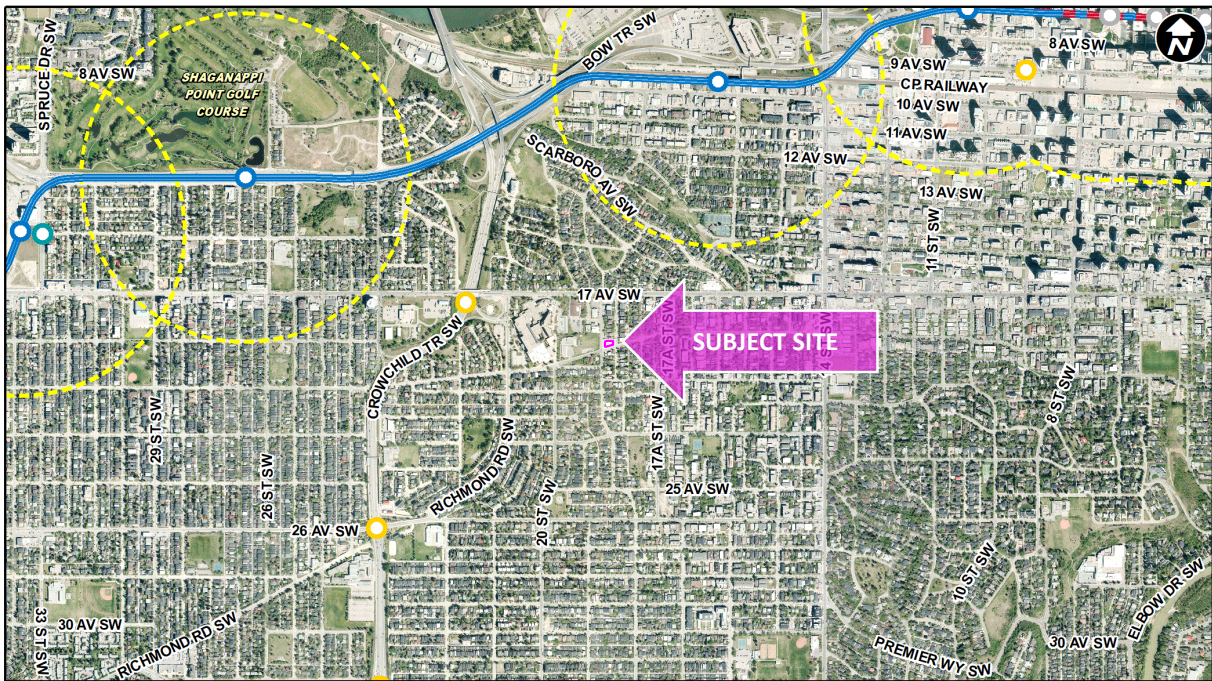 SPRUCE DR SW
8 AV SW
SHAGANAPPI
POINT GOLF
COURSE
BOW TR SW
8 AV SW
N
9 AV SW
CP RAILWAY
10 AV SW
11 AV SW
12 AV SW
13 AV SW
SCARBORO AV SW
11 ST SW
17 AV SW
CROWCHILD TR SW
17A ST SW
SUBJECT SITE
4 ST SW
8 ST SW
29 ST SW
26 ST SW
RICHMOND RD SW
17A ST SW
25 AV SW
20 ST SW
26 AV SW
10 ST SW
ELBOW DR SW
33 ST SW
30 AV SW
RICHMOND RD SW
PREMIER WY SW
30 AV SW